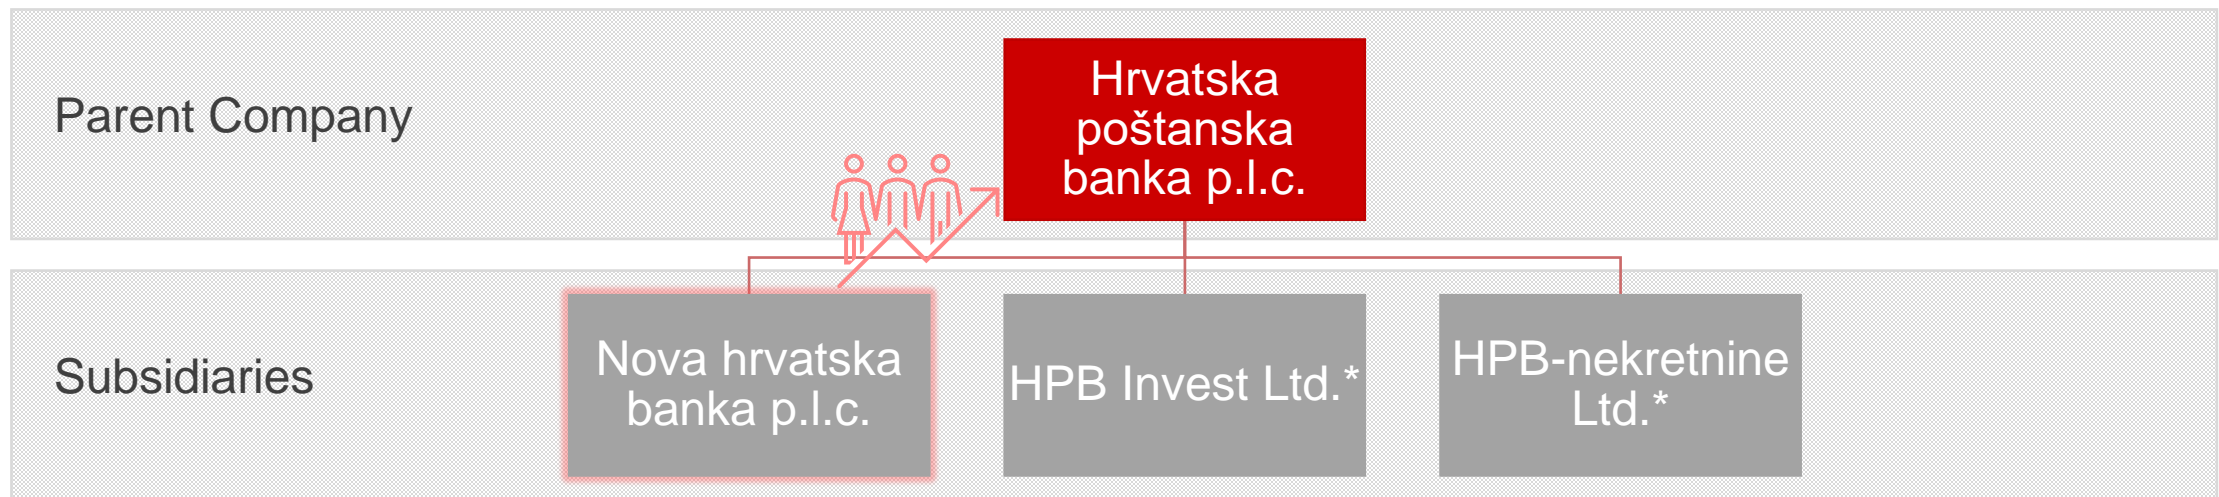 Parent Company
Hrvatska
poštanska
banka p.l.c.
Subsidiaries
Nova hrvatska
banka p.l.c.
HPB Invest Ltd.*
HPB-nekretnine
Ltd.*